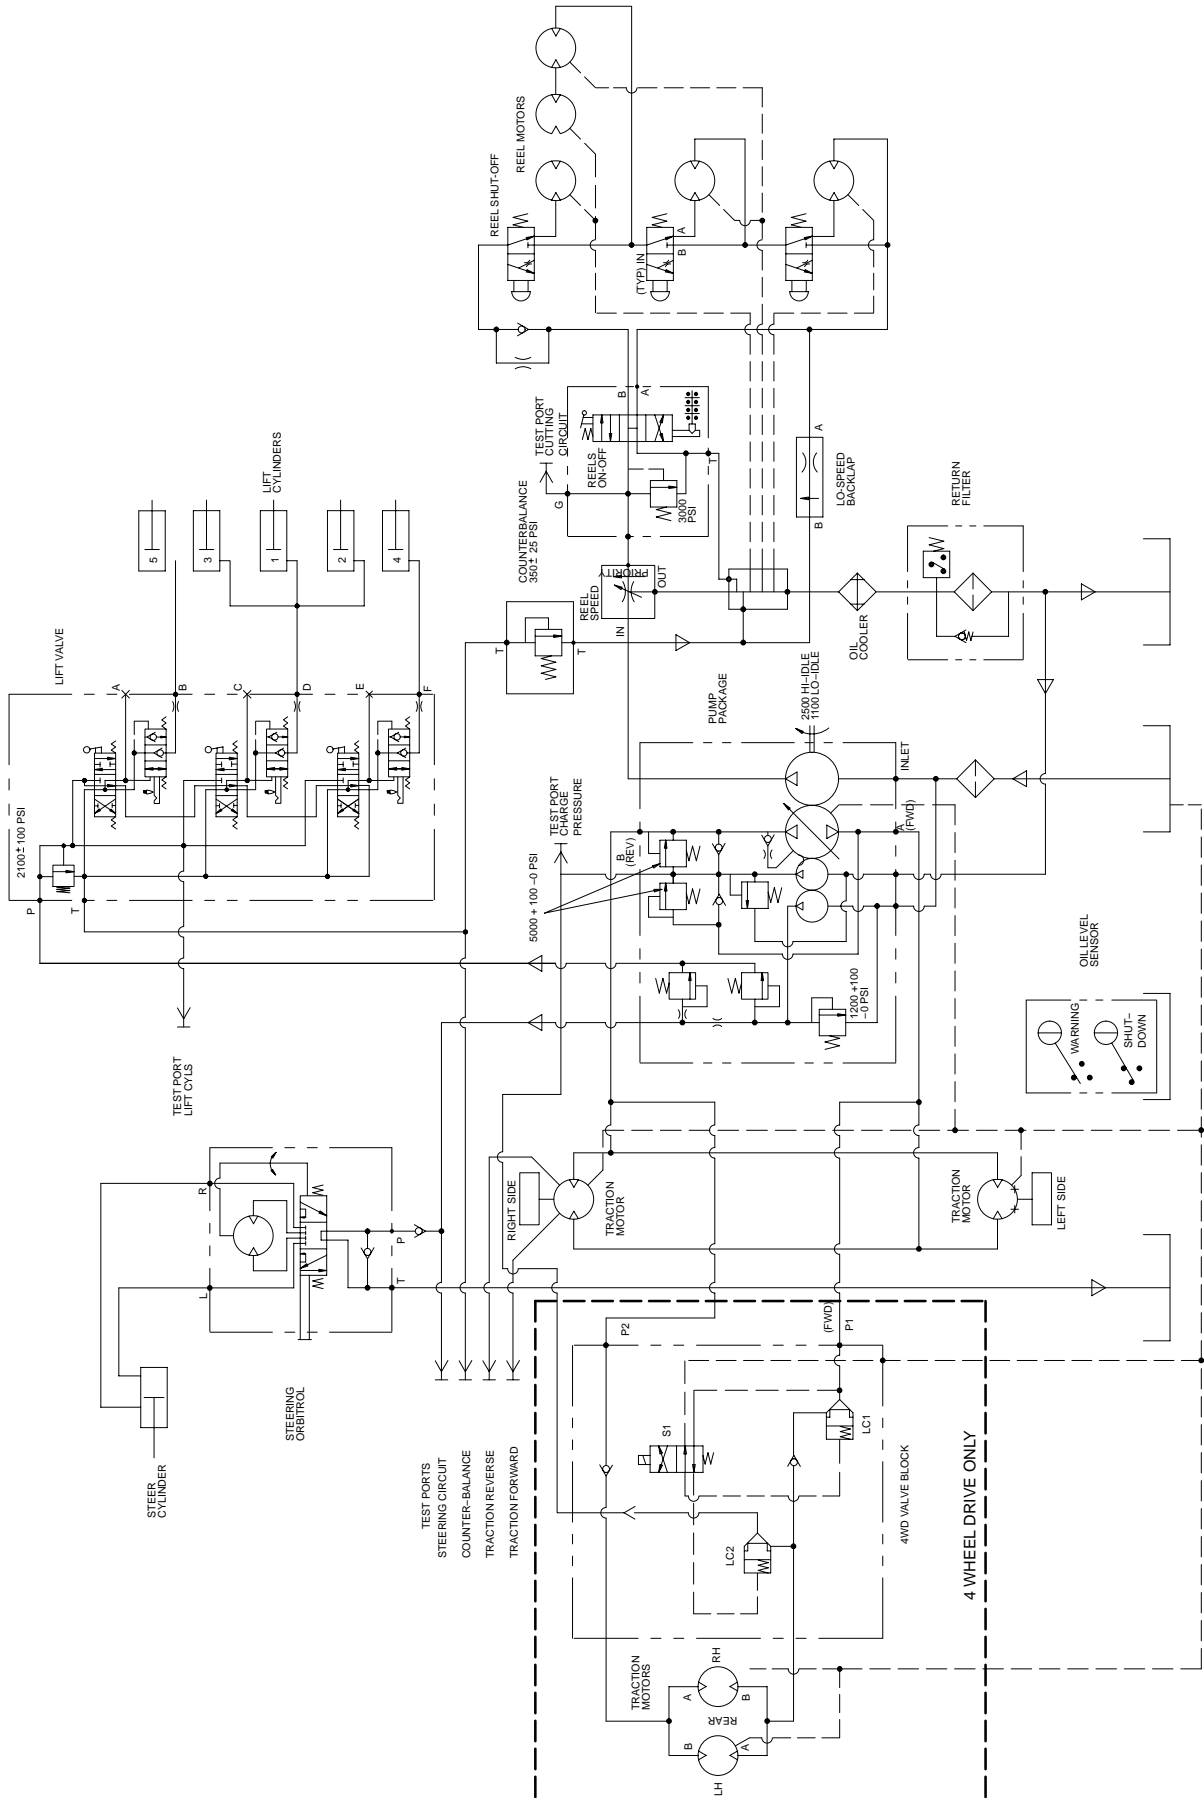 REEL SHUT-OFF
REEL MOTORS
(TYP) IN
B
A
LIFT VALVE
LIFT
CYLINDERS
5
3
1
2
4
A
B
C
D
E
F
2100± 100 PSI
P
T
TEST PORT
LIFT CYLS
COUNTERBALANCE
350± 25 PSI
T
T
TEST PORT
CUTTING
CIRCUIT
REELS
ON-OFF
G
B
A
T
3000
PSI
REEL
SPEED
PRIORITY
IN
OUT
LO-SPEED
BACKLAP
A
B
OIL
COOLER
RETURN
FILTER
PUMP
PACKAGE
2500 HI-IDLE
1100 LO-IDLE
INLET
TEST PORT
CHARGE
PRESSURE
B
(REV)
A
(FWD)
5000 + 100 –0 PSI
1200 +100
–0 PSI
OIL LEVEL
SENSOR
WARNING
SHUT–
DOWN
R
L
P
T
STEERING
ORBITROL
STEER
CYLINDER
RIGHT SIDE
TRACTION
MOTOR
TRACTION
MOTOR
LEFT SIDE
TEST PORTS
STEERING CIRCUIT
COUNTER–BALANCE
TRACTION REVERSE
TRACTION FORWARD
P2
(FWD)
P1
S1
LC1
LC2
4WD VALVE BLOCK
4 WHEEL DRIVE ONLY
TRACTION
MOTORS
RH
A
B
REAR
B
A
LH